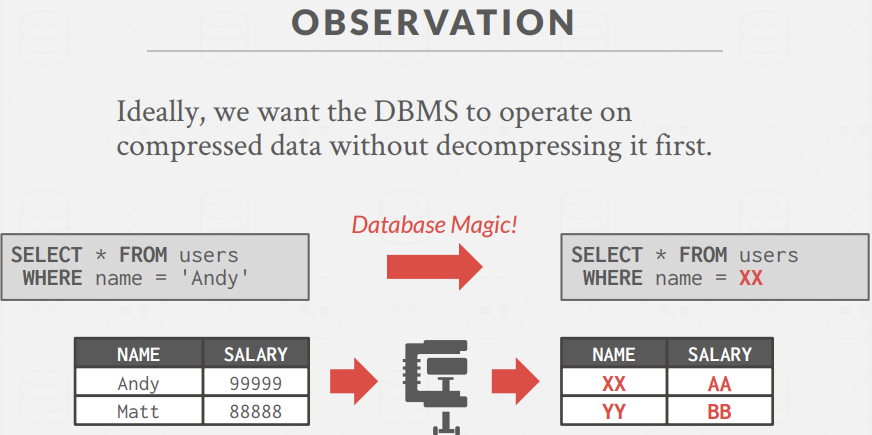 OBSERVATION
Ideally, we want the DBMS to operate on
compressed data without decompressing it first.
Database Magic!
SELECT * FROM users
WHERE name = 'Andy'
SELECT * FROM users
WHERE name = XX
NAME SALARY
Andy 99999
Matt 88888
NAME SALARY
XX AA
YY BB